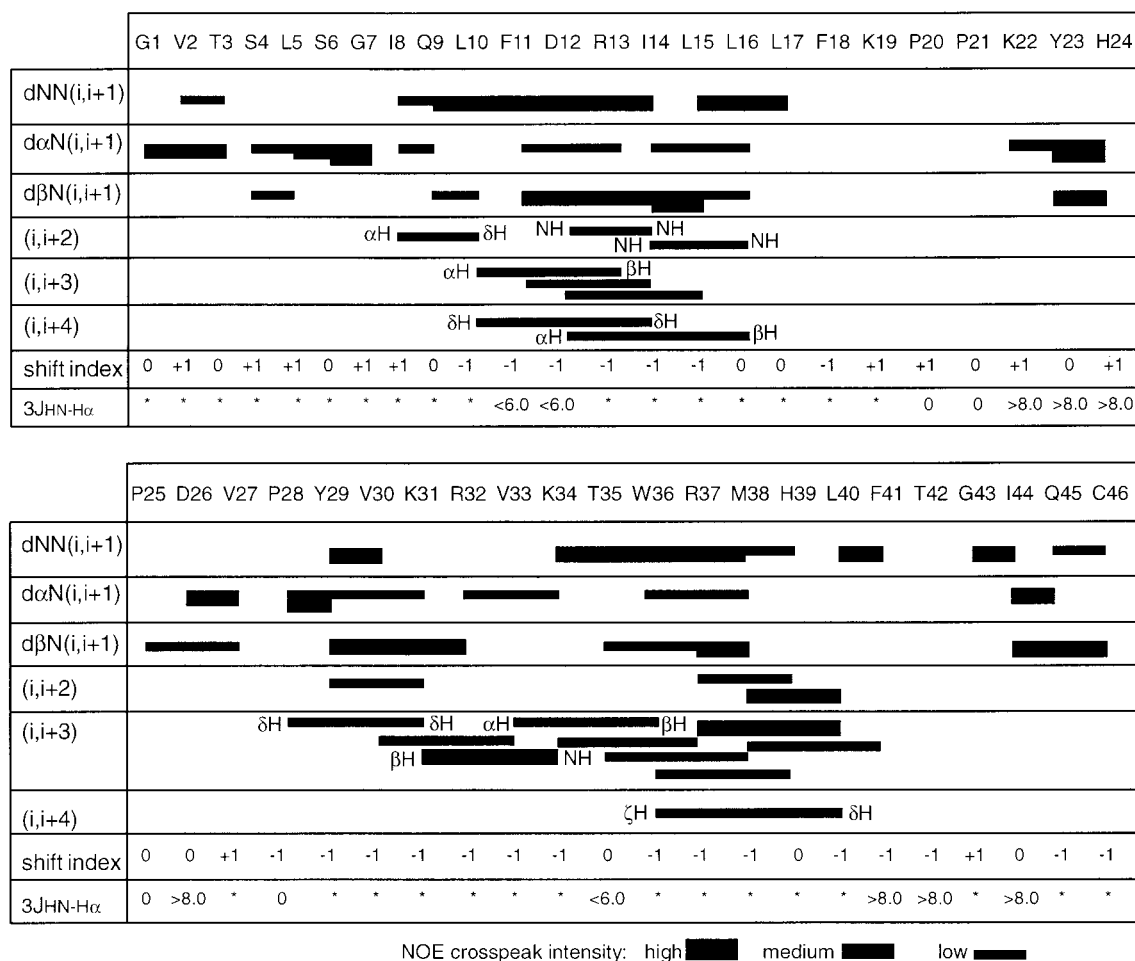 G1 V2 T3 S4 L5 S6 G7 I8 Q9 L10 F11 D12 R13 I14 L15 L16 L17 F18 K19 P20 P21 K22 Y23 H24
dNN(i,i+1)
dαN(i,i+1)
dβN(i,i+1)
(i,i+2) αH δH NH NH
NH NH
(i,i+3) αH βH
(i,i+4) δH δH
αH βH
shift index 0 +1 0 +1 +1 0 +1 +1 0 -1 -1 -1 -1 -1 -1 0 0 -1 +1 +1 0 +1 0 +1
3JHN-Hα * * * * * * * * * * <6.0 <6.0 * * * * * * * 0 0 >8.0 >8.0 >8.0
P25 D26 V27 P28 Y29 V30 K31 R32 V33 K34 T35 W36 R37 M38 H39 L40 F41 T42 G43 I44 Q45 C46
dNN(i,i+1)
dαN(i,i+1)
dβN(i,i+1)
(i,i+2)
(i,i+3) δH δH αH βH
βH NH
(i,i+4) ζH δH
shift index 0 0 +1 -1 -1 -1 -1 -1 -1 -1 0 -1 -1 -1 0 -1 -1 -1 +1 0 -1 -1
3JHN-Hα 0 >8.0 * 0 * * * * * * <6.0 * * * * * >8.0 >8.0 * >8.0 * *
NOE crosspeak intensity: high medium low